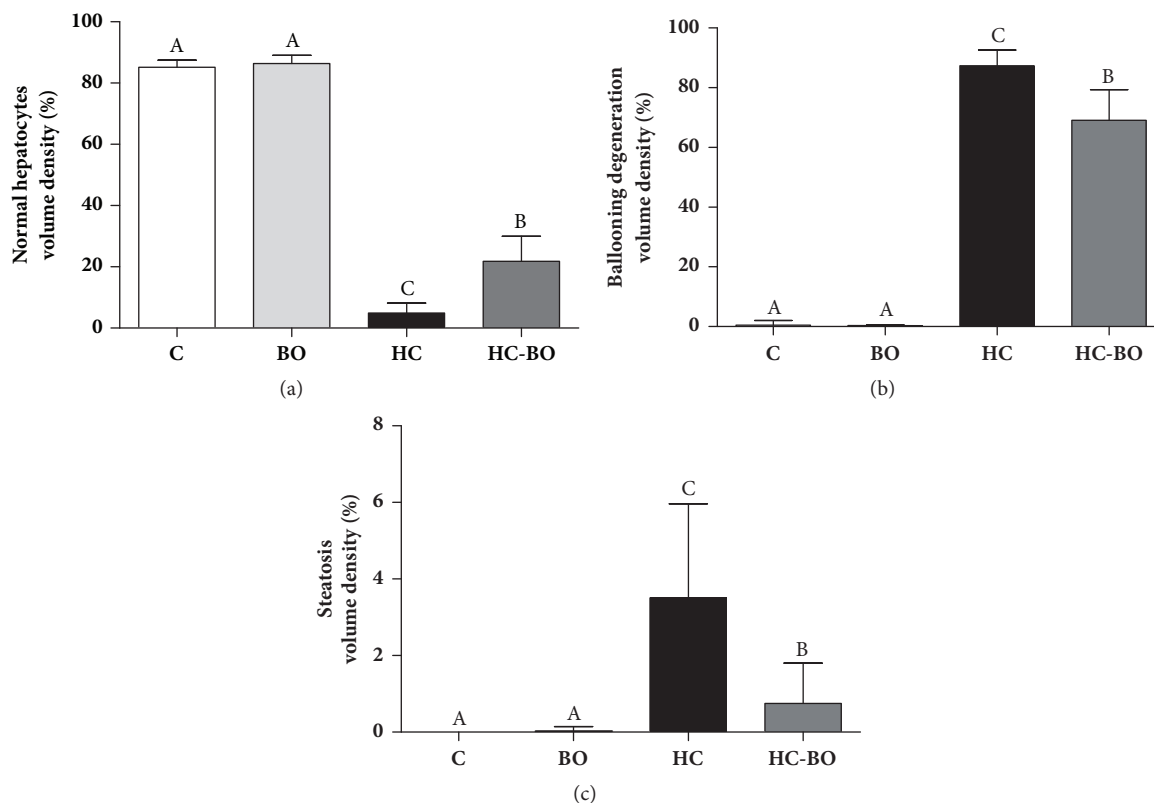 Normal hepatocytes
volume density (%)
100
80
60
40
20
0
A
A
C
B
C
BO
HC
HC-BO
(a)
Ballooning degeneration
volume density (%)
100
80
60
40
20
0
A
A
C
B
C
BO
HC
HC-BO
(b)
Steatosis
volume density (%)
8
6
4
2
0
A
A
C
B
C
BO
HC
HC-BO
(c)